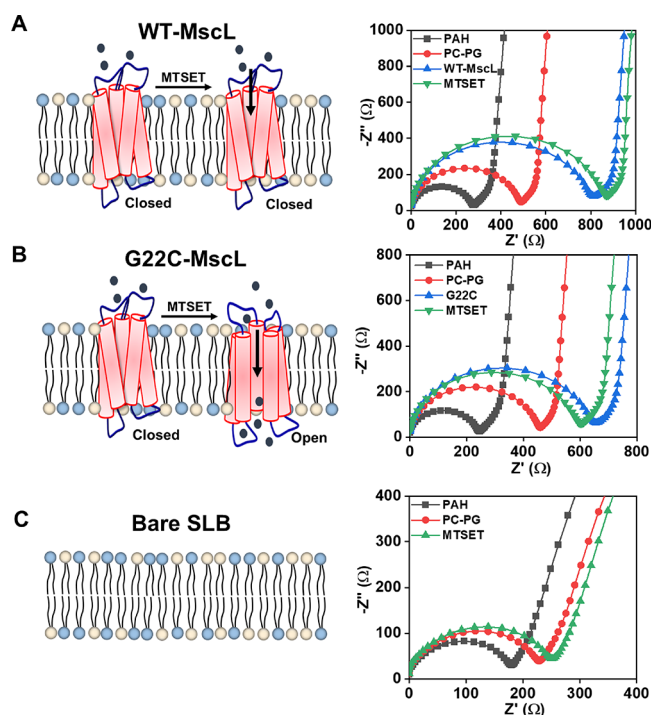 A
WT-MscL
MTSET
Closed
Closed
-Z'' (Ω)
1000
800
600
400
200
0
PAH
PC-PG
WT-MscL
MTSET
0 200 400 600 800 1000
Z' (Ω)
B
G22C-MscL
MTSET
Closed
Open
-Z'' (Ω)
800
600
400
200
0
PAH
PC-PG
G22C
MTSET
0 200 400 600 800
Z' (Ω)
C
Bare SLB
-Z'' (Ω)
400
300
200
100
0
PAH
PC-PG
MTSET
0 100 200 300 400
Z' (Ω)